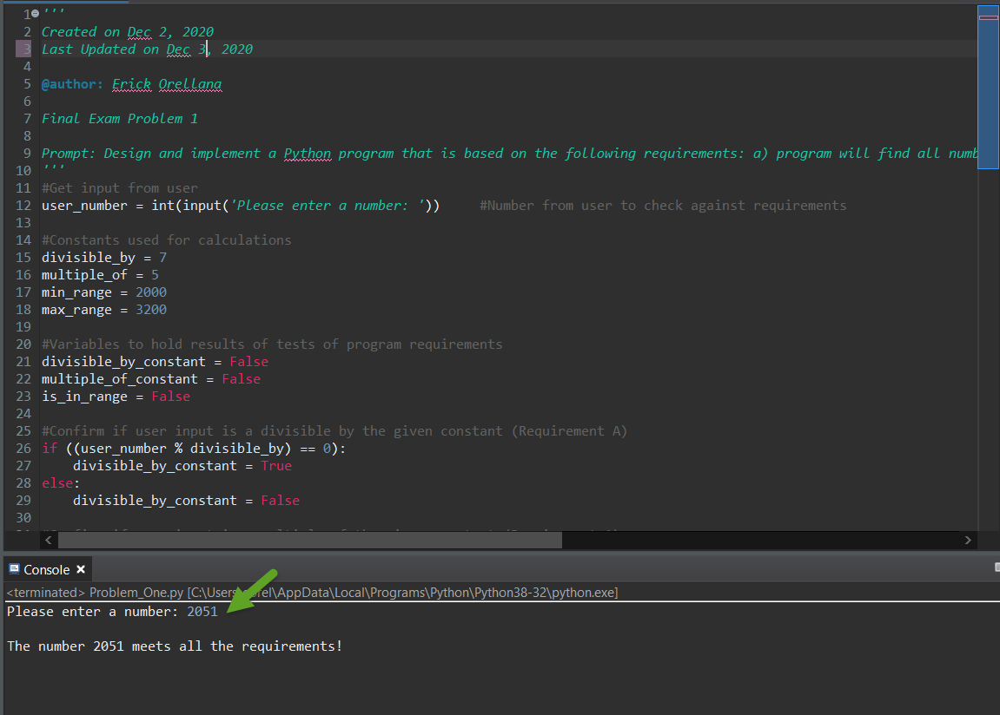 1 '''
2 Created on Dec 2, 2020
3 Last Updated on Dec 3, 2020
4
5 @author: Erick Orellana
6
7 Final Exam Problem 1
8
9 Prompt: Design and implement a Python program that is based on the following requirements: a) program will find all numb
10 '''
11 #Get input from user
12 user_number = int(input('Please enter a number: ')) #Number from user to check against requirements
13
14 #Constants used for calculations
15 divisible_by = 7
16 multiple_of = 5
17 min_range = 2000
18 max_range = 3200
19
20 #Variables to hold results of tests of program requirements
21 divisible_by_constant = False
22 multiple_of_constant = False
23 is_in_range = False
24
25 #Confirm if user input is a divisible by the given constant (Requirement A)
26 if ((user_number % divisible_by) == 0):
27 divisible_by_constant = True
28 else:
29 divisible_by_constant = False
30
Console
<terminated> Problem_One.py [C:\Users\ \AppData\Local\Programs\Python\Python38-32\python.exe]
Please enter a number: 2051
The number 2051 meets all the requirements!